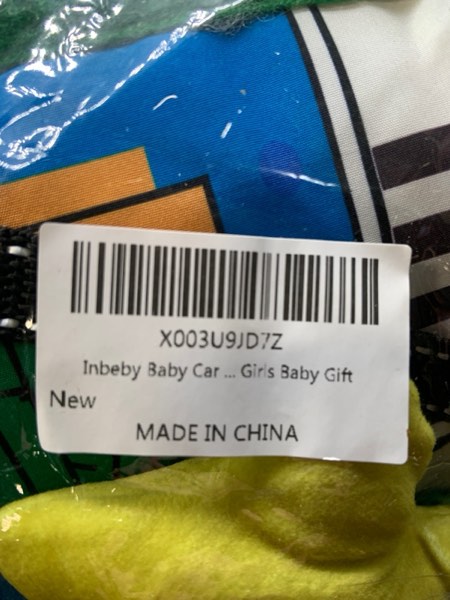 X003U9JD7Z
Inbeby Baby Car ... Girls Baby Gift
New
MADE IN CHINA